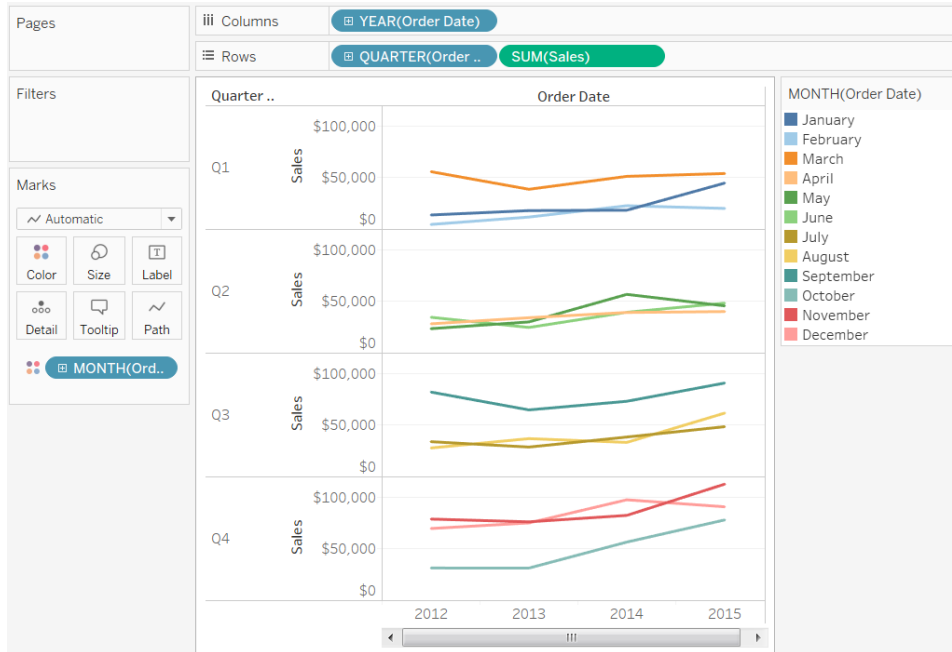 Pages
Columns
YEAR(Order Date)
Rows
QUARTER(Order ..
SUM(Sales)
Filters
Marks
Automatic
Color
Size
Label
Detail
Tooltip
Path
MONTH(Ord..
Quarter ..
Order Date
Q1
Sales
$100,000
$50,000
$0
Q2
Sales
$100,000
$50,000
$0
Q3
Sales
$100,000
$50,000
$0
Q4
Sales
$100,000
$50,000
$0
2012 2013 2014 2015
MONTH(Order Date)
January
February
March
April
May
June
July
August
September
October
November
December